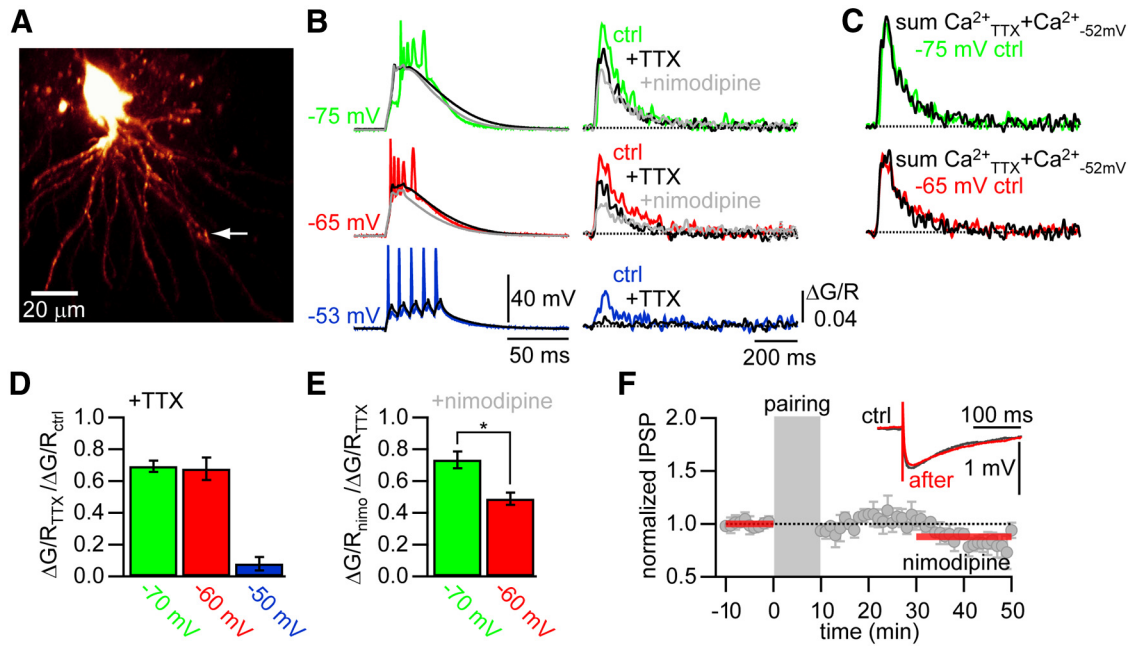 A
20 μm
B
-75 mV
ctrl
+TTX
+nimodipine
-65 mV
ctrl
+TTX
+nimodipine
-53 mV
ctrl
+TTX
40 mV
50 ms
ΔG/R
0.04
200 ms
C
sum Ca²⁺TTX+Ca²⁺-52mV
-75 mV ctrl
sum Ca²⁺TTX+Ca²⁺-52mV
-65 mV ctrl
D
+TTX
ΔG/RTTX /ΔG/Rctrl
1.0
0.8
0.6
0.4
0.2
0.0
-70 mV
-60 mV
-50 mV
E
+nimodipine
*
ΔG/Rnimo /ΔG/RTTX
1.0
0.8
0.6
0.4
0.2
0.0
-70 mV
-60 mV
F
pairing
ctrl
100 ms
after
1 mV
normalized IPSP
2.0
1.5
1.0
0.5
nimodipine
-10 0 10 20 30 40 50
time (min)